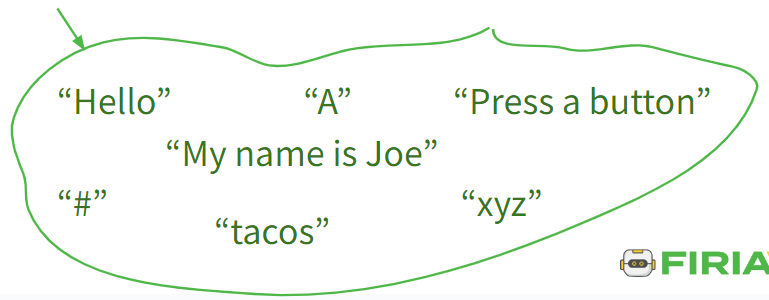 “Hello” “A” “Press a button”
“My name is Joe”
“#” “xyz”
“tacos”
FIRIA